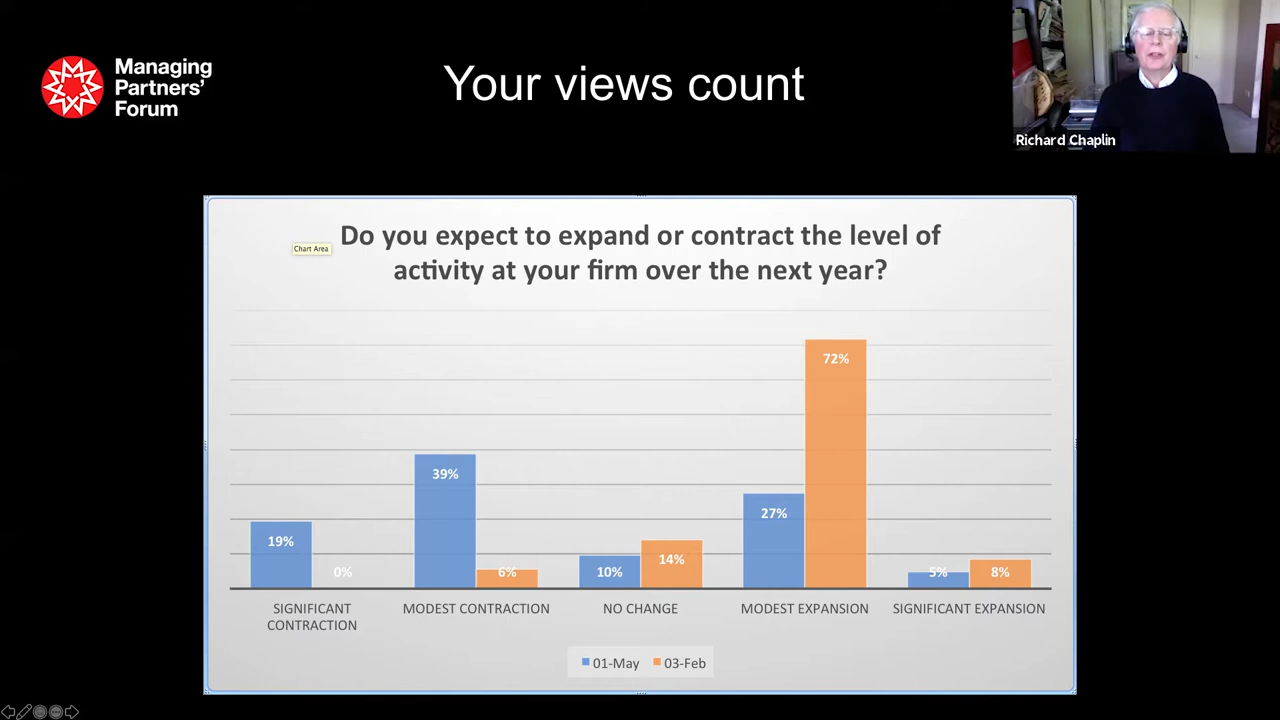 Managing
Partners'
Forum
Your views count
Richard Chaplin
Chart Area
Do you expect to expand or contract the level of
activity at your firm over the next year?
72%
39%
27%
19%
0%
6%
10%
14%
5%
8%
SIGNIFICANT
CONTRACTION
MODEST CONTRACTION
NO CHANGE
MODEST EXPANSION
SIGNIFICANT EXPANSION
01-May
03-Feb